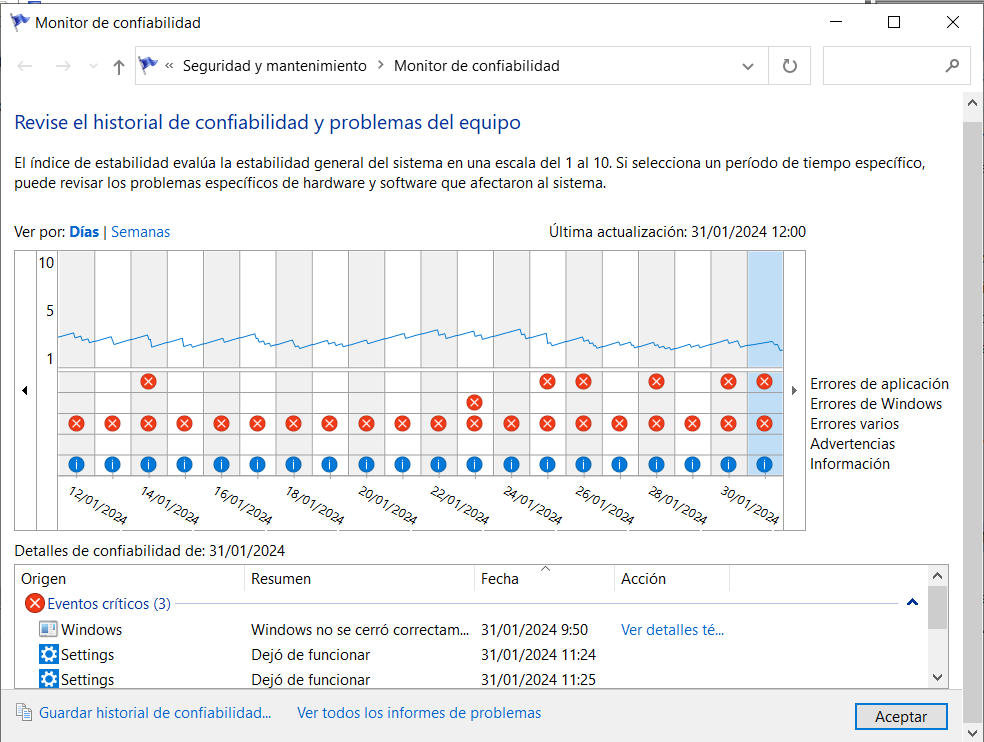 Monitor de confiabilidad
« Seguridad y mantenimiento > Monitor de confiabilidad
Revise el historial de confiabilidad y problemas del equipo
El índice de estabilidad evalúa la estabilidad general del sistema en una escala del 1 al 10. Si selecciona un período de tiempo específico,
puede revisar los problemas específicos de hardware y software que afectaron al sistema.
Ver por: Días | Semanas
Última actualización: 31/01/2024 12:00
10
5
1
Errores de aplicación
Errores de Windows
Errores varios
Advertencias
Información
12/01/2024 14/01/2024 16/01/2024 18/01/2024 20/01/2024 22/01/2024 24/01/2024 26/01/2024 28/01/2024 30/01/2024
Detalles de confiabilidad de: 31/01/2024
Origen Resumen Fecha Acción
Eventos críticos (3)
Windows Windows no se cerró correctam... 31/01/2024 9:50 Ver detalles té...
Settings Dejó de funcionar 31/01/2024 11:24
Settings Dejó de funcionar 31/01/2024 11:25
Guardar historial de confiabilidad... Ver todos los informes de problemas
Aceptar